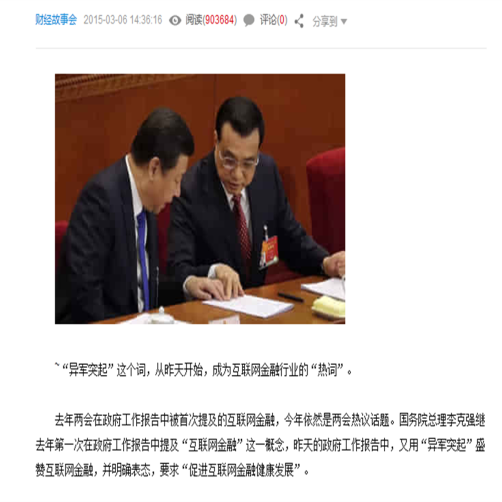 财经故事会 2015-03-06 14:36:16 阅读(903684) 评论(0) 分享到
~“异军突起”这个词，从昨天开始，成为互联网金融行业的“热词”。
去年两会在政府工作报告中被首次提及的互联网金融，今年依然是两会热议话题。国务院总理李克强继
去年第一次在政府工作报告中提及“互联网金融”这一概念，昨天的政府工作报告中，又用“异军突起”盛
赞互联网金融，并明确表态，要求“促进互联网金融健康发展”。